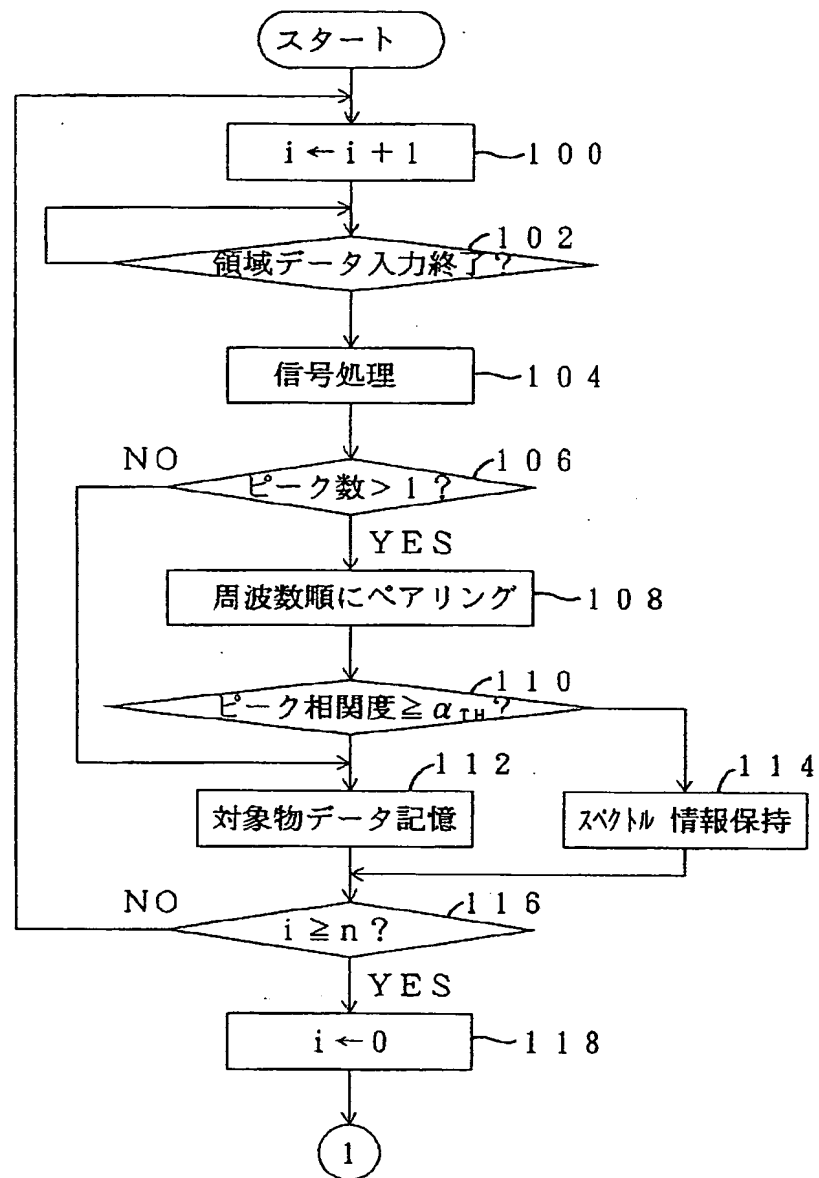 スタート
i ← i + 1
100
102
領域データ入力終了?
信号処理
104
NO
106
ピーク数 > 1 ?
YES
周波数順にペアリング
108
110
ピーク相関度 ≧ αTH ?
112
114
対象物データ記憶
スペクトル 情報保持
NO
116
i ≧ n ?
YES
i ← 0
118
1